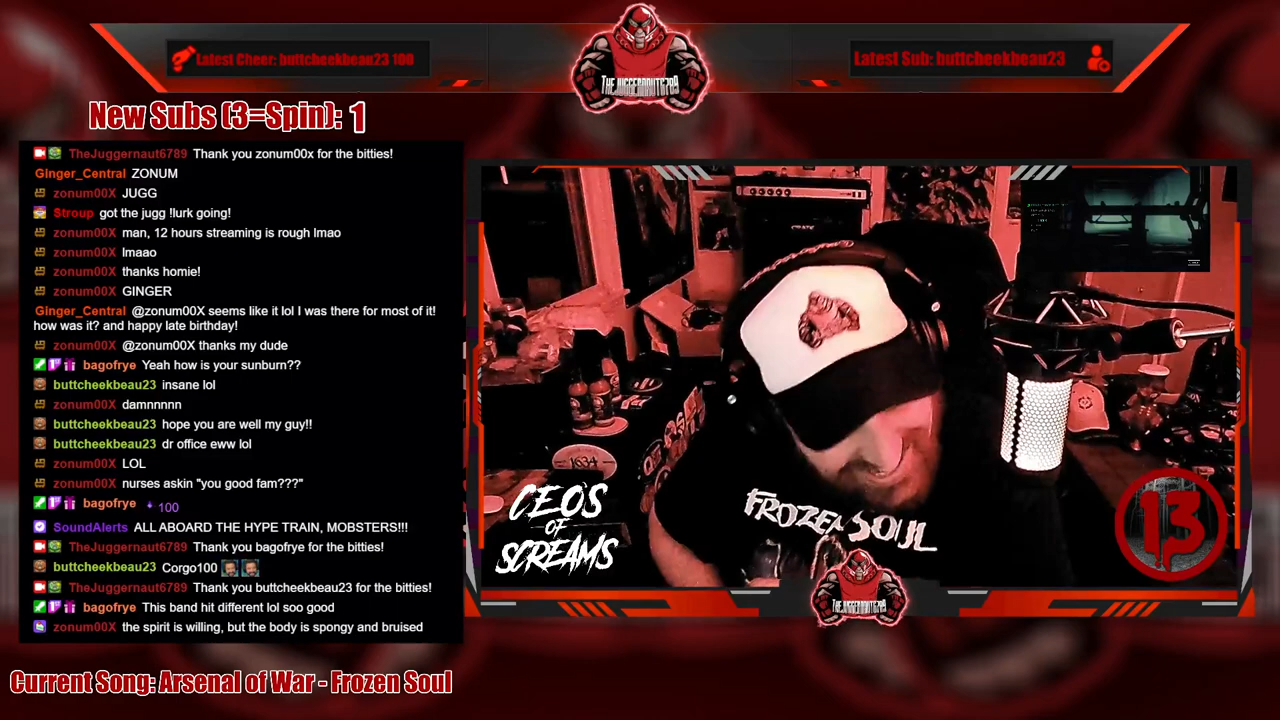 Latest Cheer: buttcheekbeau23 100
THEJUGGERNAUT6789
Latest Sub: buttcheekbeau23
New Subs (3=Spin): 1
TheJuggernaut6789 Thank you zonum00x for the bitties!
Ginger_Central ZONUM
zonum00X JUGG
Stroup got the jugg !lurk going!
zonum00X man, 12 hours streaming is rough lmao
zonum00X lmaao
zonum00X thanks homie!
zonum00X GINGER
Ginger_Central @zonum00X seems like it lol I was there for most of it!
how was it? and happy late birthday!
zonum00X @zonum00X thanks my dude
bagofrye Yeah how is your sunburn??
buttcheekbeau23 insane lol
zonum00X damnnnnn
buttcheekbeau23 hope you are well my guy!!
buttcheekbeau23 dr office eww lol
zonum00X LOL
zonum00X nurses askin "you good fam???"
bagofrye 100
SoundAlerts ALL ABOARD THE HYPE TRAIN, MOBSTERS!!!
TheJuggernaut6789 Thank you bagofrye for the bitties!
buttcheekbeau23 Corgo100
TheJuggernaut6789 Thank you buttcheekbeau23 for the bitties!
bagofrye This band hit different lol soo good
zonum00X the spirit is willing, but the body is spongy and bruised
CRATE
1634
FROZEN SOUL
CEO'S
OF
SCREAMS
13
THEJUGGERNAUT6789
Current Song: Arsenal of War - Frozen Soul